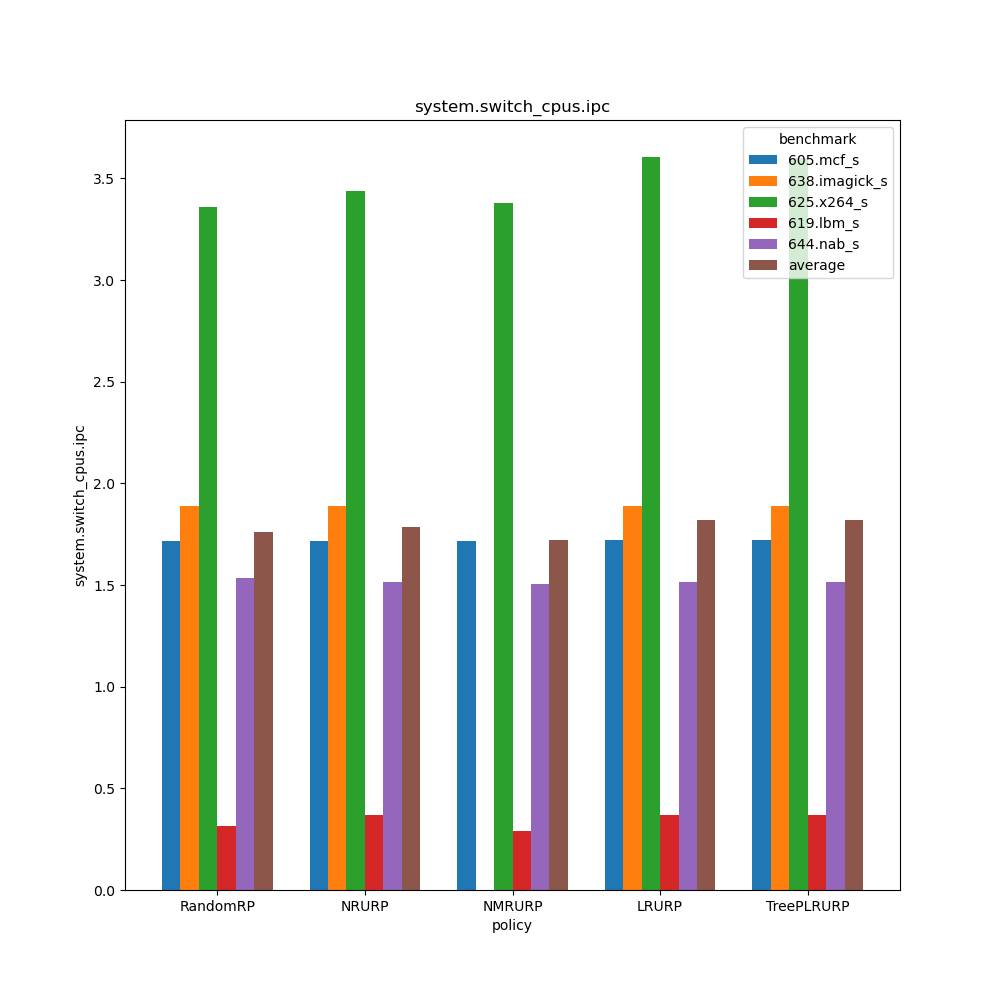 system.switch_cpus.ipc
benchmark
605.mcf_s
638.imagick_s
625.x264_s
619.lbm_s
644.nab_s
average
system.switch_cpus.ipc
3.5
3.0
2.5
2.0
1.5
1.0
0.5
0.0
RandomRP NRURP NMRURP LRURP TreePLRURP
policy